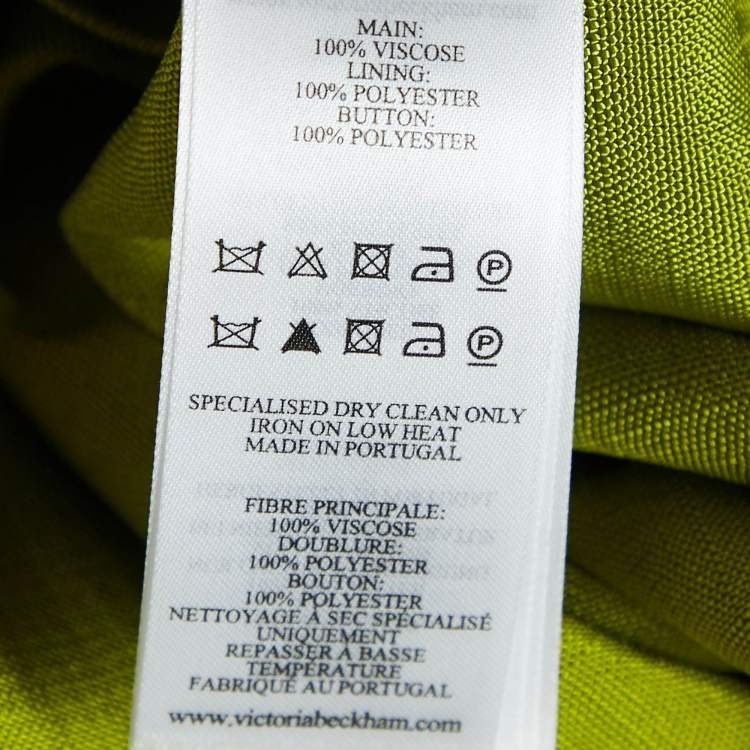 MAIN:
100% VISCOSE
LINING:
100% POLYESTER
BUTTON:
100% POLYESTER
P
P
SPECIALISED DRY CLEAN ONLY
IRON ON LOW HEAT
MADE IN PORTUGAL
FIBRE PRINCIPALE:
100% VISCOSE
DOUBLURE:
100% POLYESTER
BOUTON:
100% POLYESTER
NETTOYAGE À SEC SPÉCIALISÉ
UNIQUEMENT
REPASSER À BASSE
TEMPÉRATURE
FABRIQUÉ AU PORTUGAL
www.victoriabeckham.com